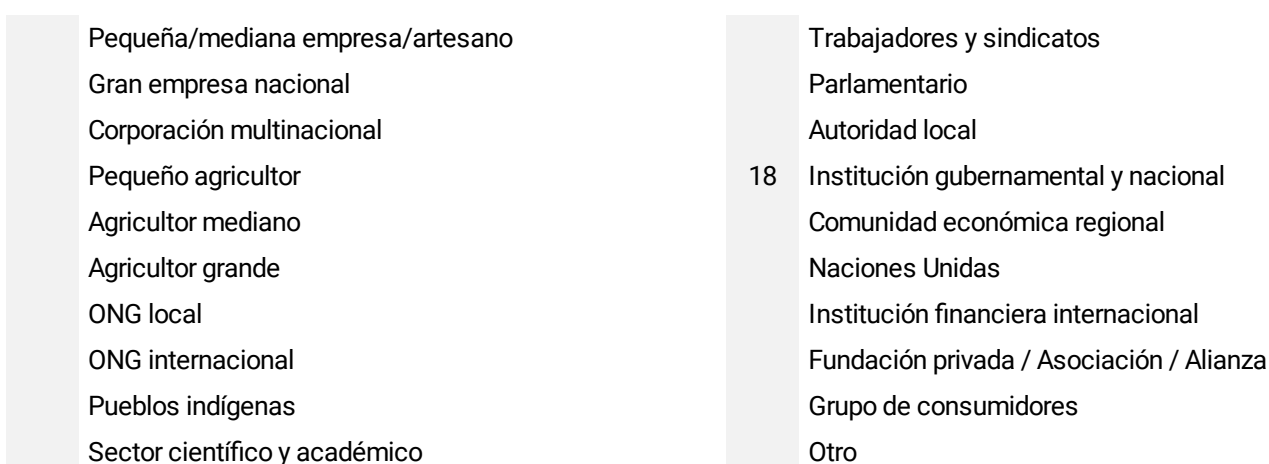 Pequeña/mediana empresa/artesano
Gran empresa nacional
Corporación multinacional
Pequeño agricultor
Agricultor mediano
Agricultor grande
ONG local
ONG internacional
Pueblos indígenas
Sector científico y académico
Trabajadores y sindicatos
Parlamentario
Autoridad local
18 Institución gubernamental y nacional
Comunidad económica regional
Naciones Unidas
Institución financiera internacional
Fundación privada / Asociación / Alianza
Grupo de consumidores
Otro